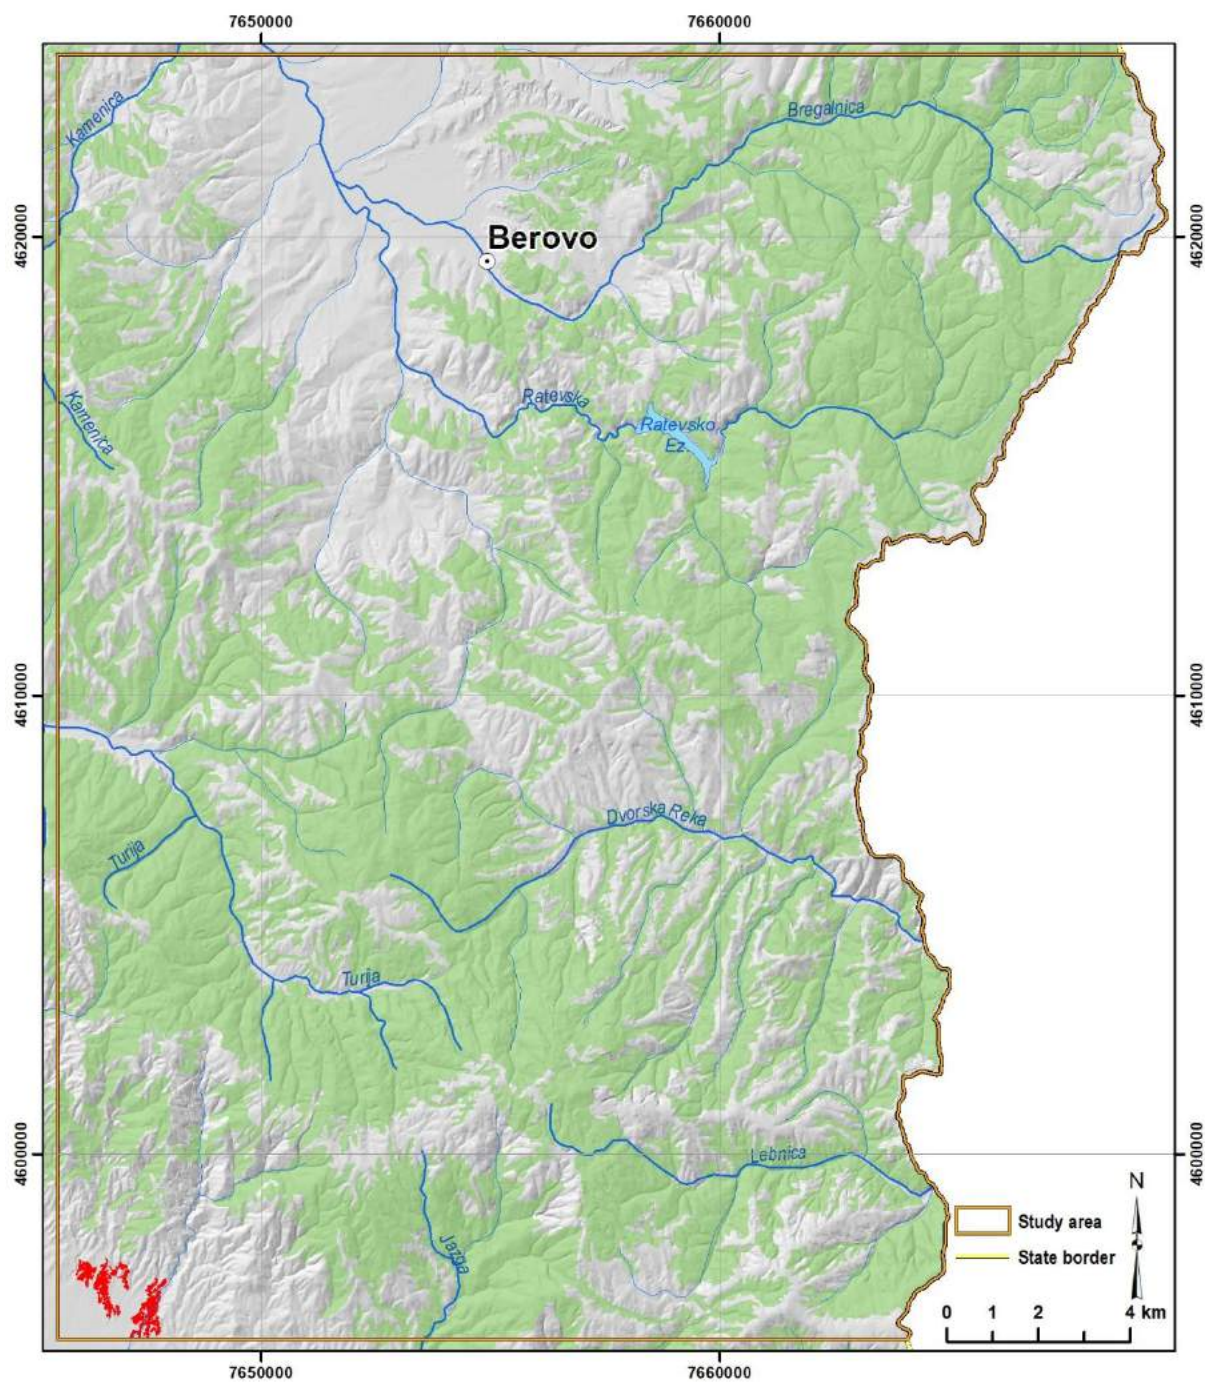 7650000
7660000
Kamenica
Bregalnica
4620000
4620000
Berovo
Kamenica
Ratevska
Ratevsko
Ez.
4610000
4610000
Dvorska Reka
Turija
Turija
4600000
4600000
Lebnica
N
Study area
Jazga
State border
0 1 2 4 km
7650000
7660000